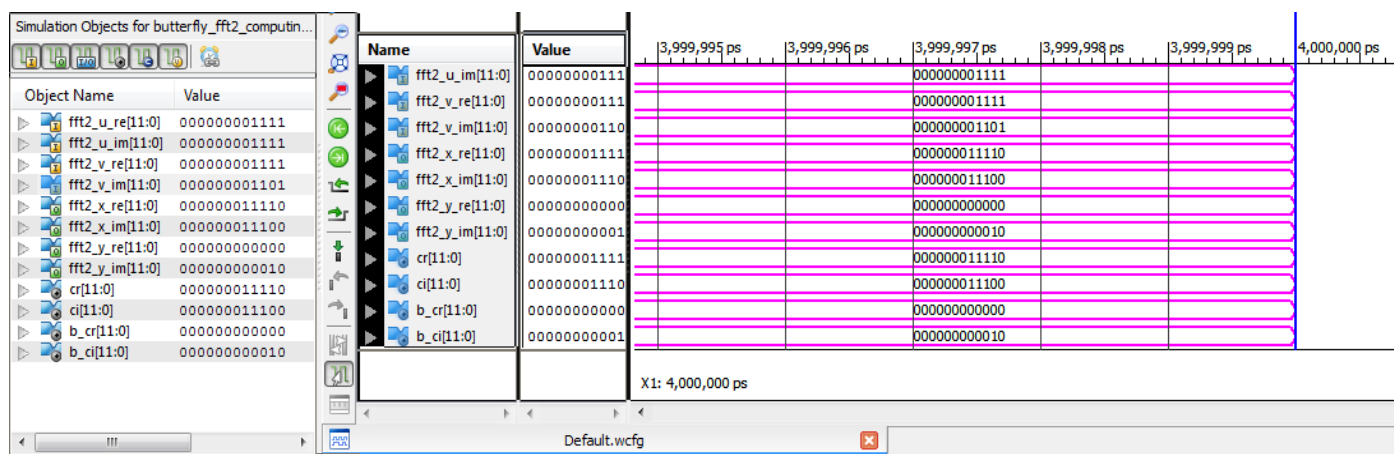 Simulation Objects for butterfly_fft2_computin...
Object Name Value
fft2_u_re[11:0] 000000001111
fft2_u_im[11:0] 000000001111
fft2_v_re[11:0] 000000001111
fft2_v_im[11:0] 000000001101
fft2_x_re[11:0] 000000011110
fft2_x_im[11:0] 000000011100
fft2_y_re[11:0] 000000000000
fft2_y_im[11:0] 000000000010
cr[11:0] 000000011110
ci[11:0] 000000011100
b_cr[11:0] 000000000000
b_ci[11:0] 000000000010
Name Value 3,999,995 ps 3,999,996 ps 3,999,997 ps 3,999,998 ps 3,999,999 ps 4,000,000 ps
fft2_u_im[11:0] 00000000111 000000001111
fft2_v_re[11:0] 00000000111 000000001111
fft2_v_im[11:0] 00000000110 000000001101
fft2_x_re[11:0] 00000001111 000000011110
fft2_x_im[11:0] 00000001110 000000011100
fft2_y_re[11:0] 00000000000 000000000000
fft2_y_im[11:0] 00000000001 000000000010
cr[11:0] 00000001111 000000011110
ci[11:0] 00000001110 000000011100
b_cr[11:0] 00000000000 000000000000
b_ci[11:0] 00000000001 000000000010
X1: 4,000,000 ps
Default.wcfg